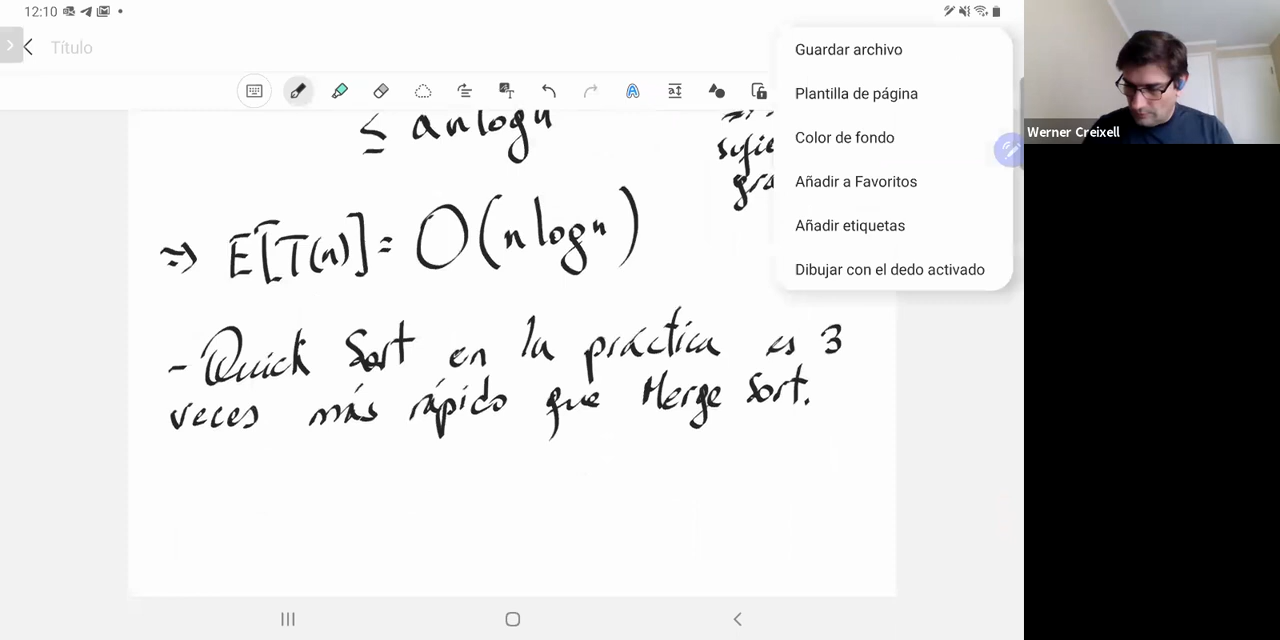 12:10
Título
Guardar archivo
Plantilla de página
Color de fondo
Añadir a Favoritos
Añadir etiquetas
Dibujar con el dedo activado
Werner Creixell
≤ an log n
⇒ E[T(n)] = O(n log n)
- Quick Sort en la práctica es 3
veces más rápido que Merge Sort.